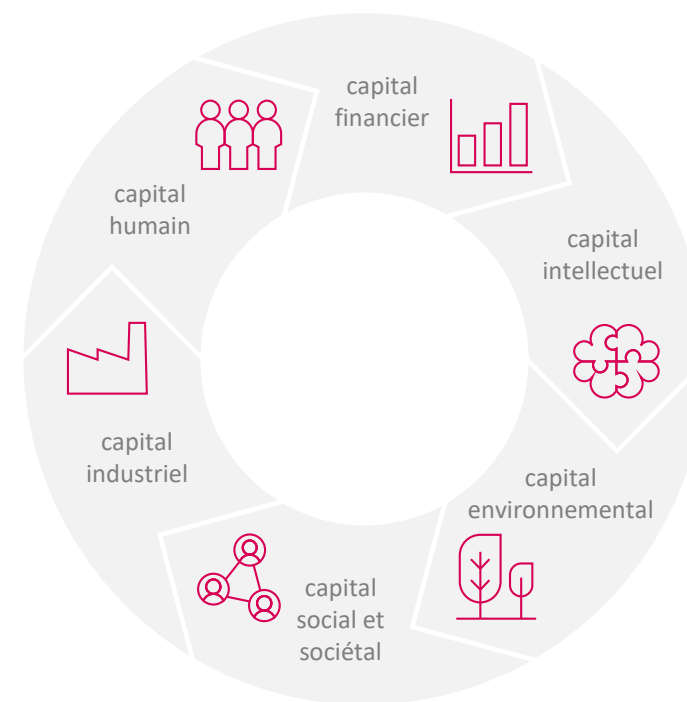 capital
financier
capital
intellectuel
capital
environnemental
capital
social et
sociétal
capital
industriel
capital
humain